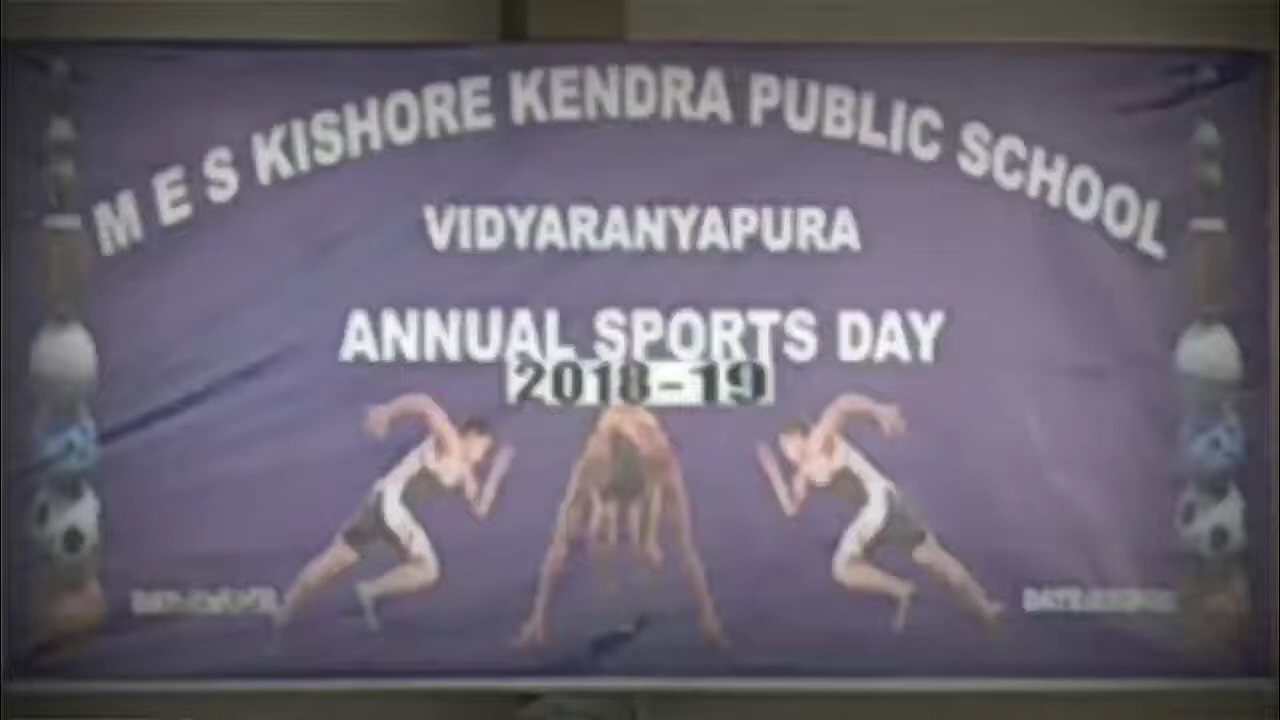 M E S KISHORE KENDRA PUBLIC SCHOOL
VIDYARANYAPURA
ANNUAL SPORTS DAY
2018-19